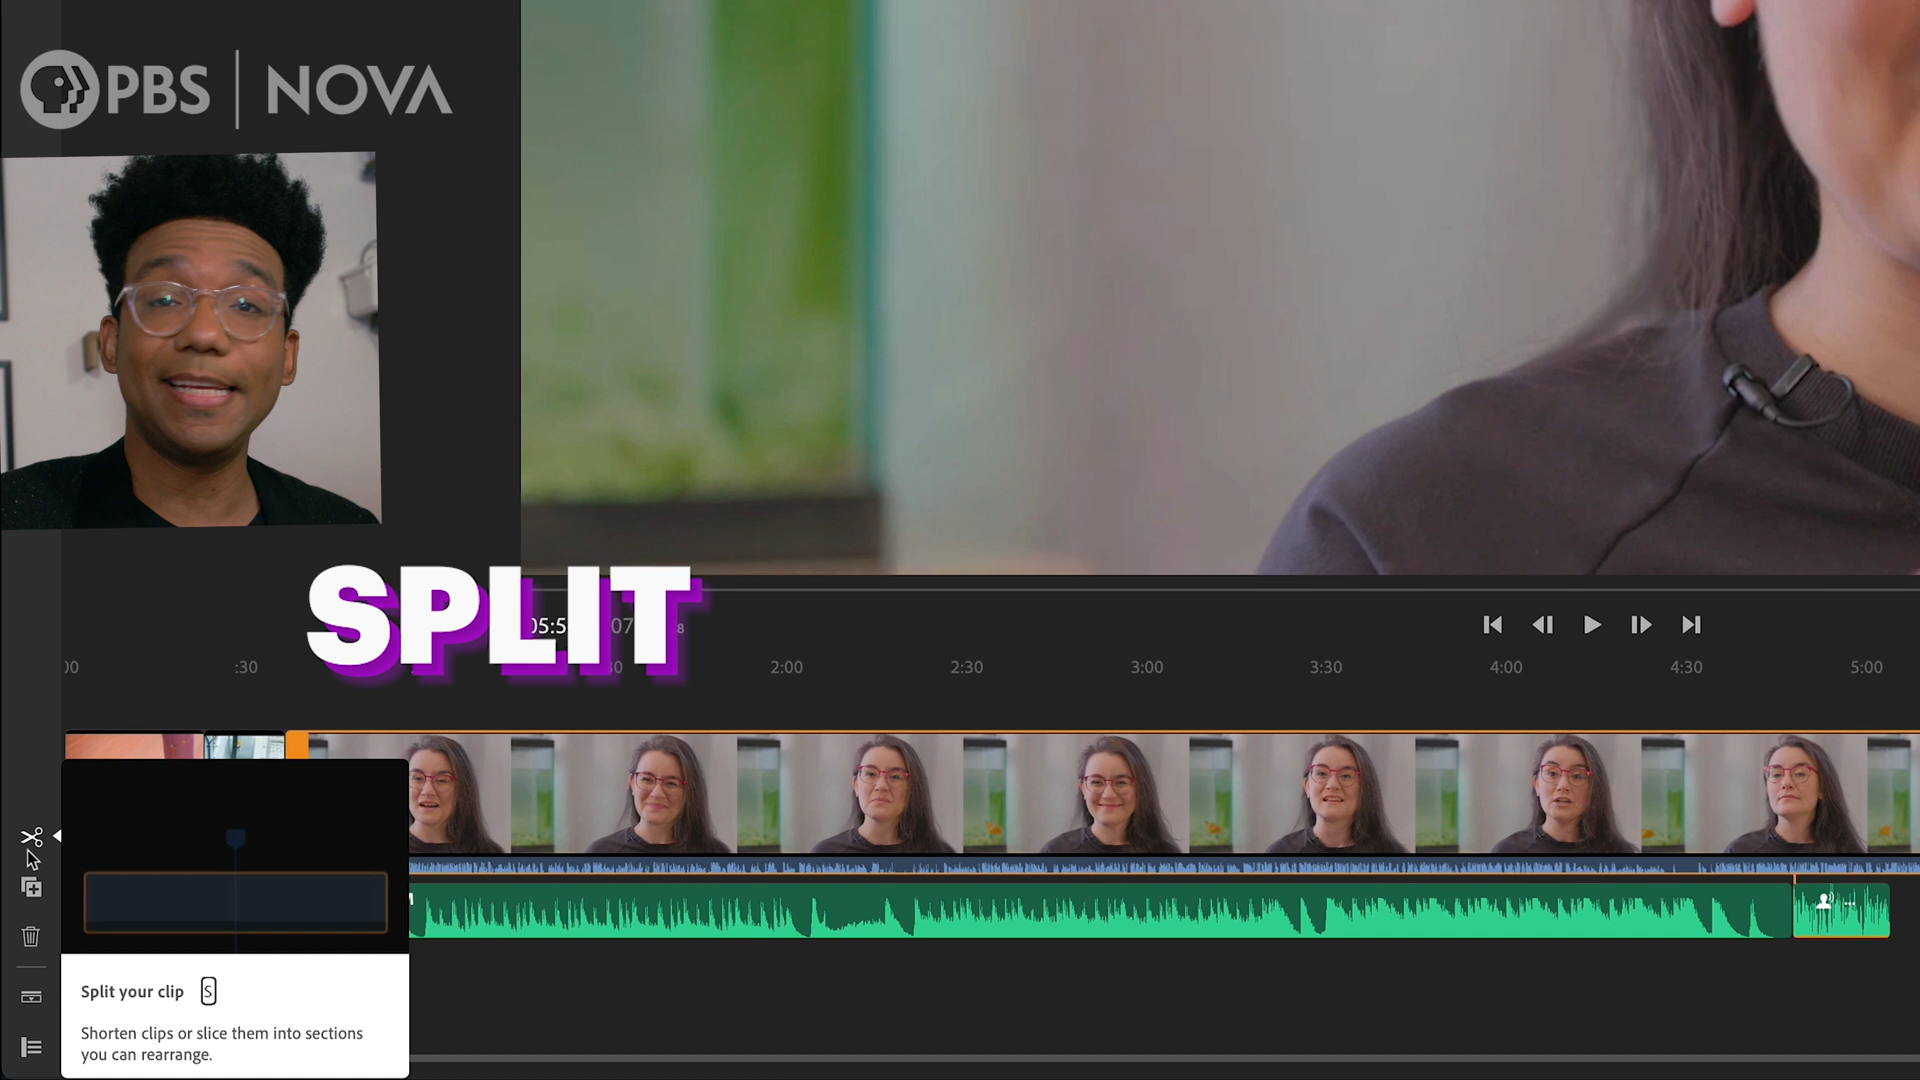 PBS | NOVA
SPLIT
:30
2:00
2:30
3:00
3:30
4:00
4:30
5:00
Split your clip S
Shorten clips or slice them into sections
you can rearrange.